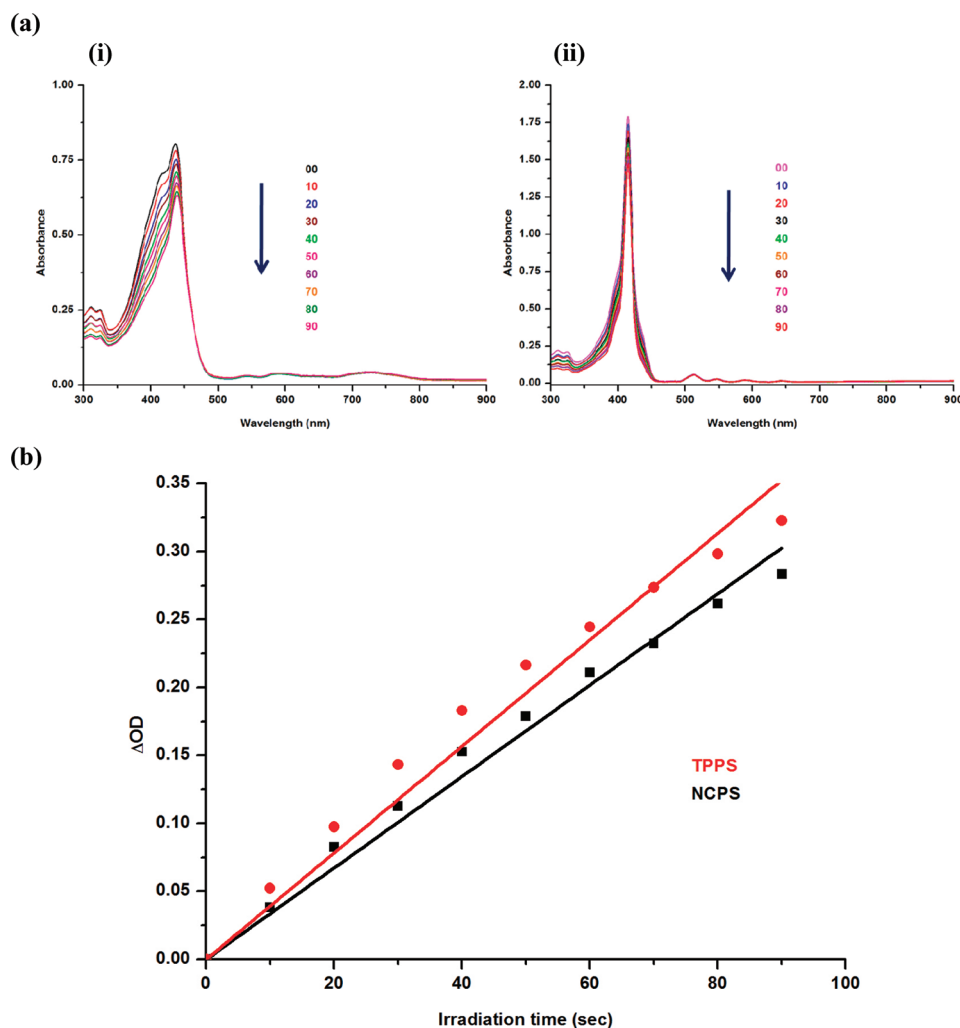 (a)
(i)
(ii)
1.00
0.75
0.50
0.25
0.00
Absorbance
300 400 500 600 700 800 900
Wavelength (nm)
00
10
20
30
40
50
60
70
80
90
2.00
1.75
1.50
1.25
1.00
0.75
0.50
0.25
0.00
Absorbance
300 400 500 600 700 800 900
Wavelength (nm)
00
10
20
30
40
50
60
70
80
90
(b)
0.35
0.30
0.25
0.20
0.15
0.10
0.05
0.00
ΔOD
TPPS
NCPS
0 20 40 60 80 100
Irradiation time (sec)